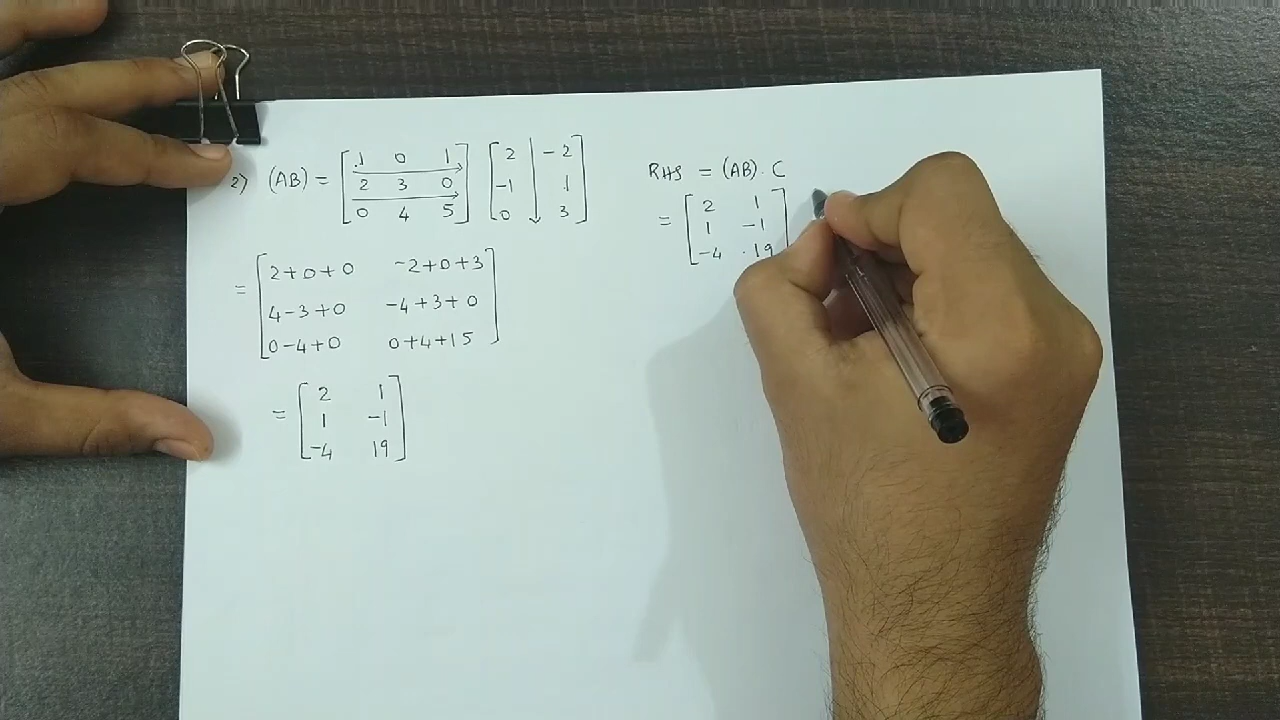 2) (AB) = [1 0 1] [2 -2]
[2 3 0] [-1 1]
[0 4 5] [0 3]
= [2+0+0 -2+0+3]
[4-3+0 -4+3+0]
[0-4+0 0+4+15]
= [2 1]
[1 -1]
[-4 19]
RHS = (AB). C
= [2 1]
[1 -1]
[-4 19]